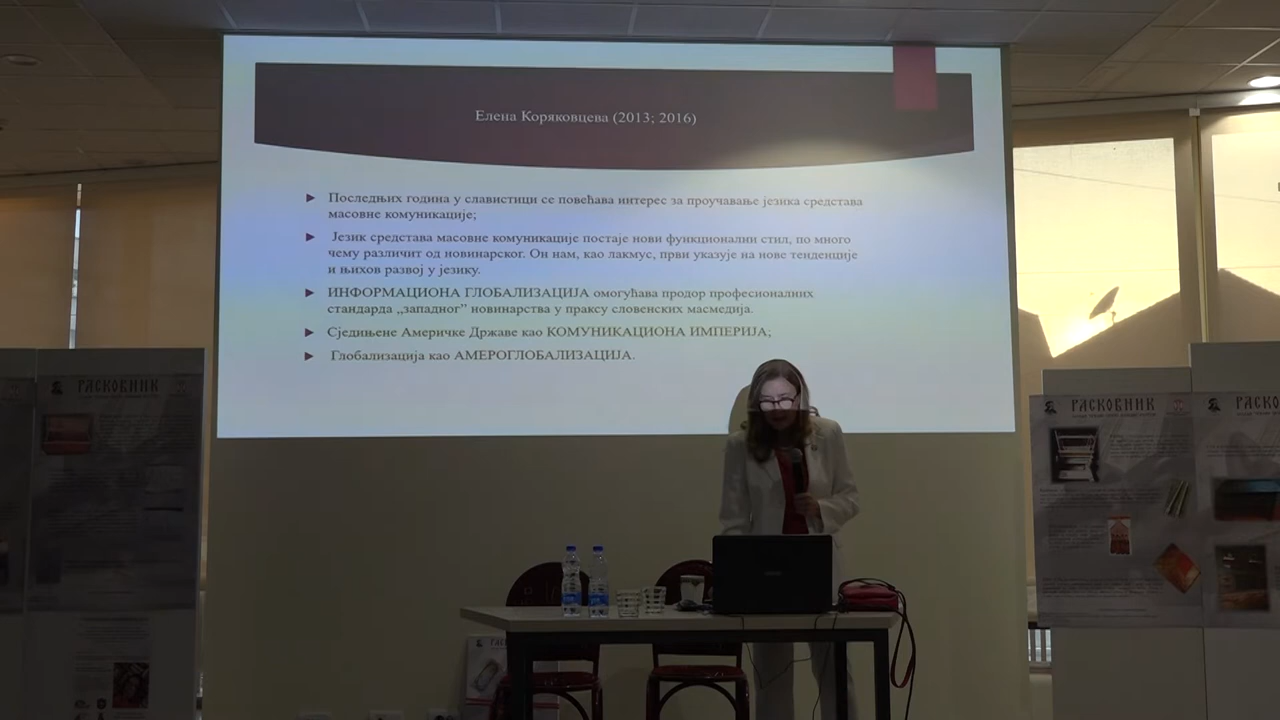 Елена Коряковцева (2013; 2016)
Последњих година у славистици се повећава интерес за проучавање језика средстава
масовне комуникације;
Језик средстава масовне комуникације постаје нови функционални стил, по много
чему различит од новинарског. Он нам, као лакмус, први указује на нове тенденције
и њихов развој у језику.
ИНФОРМАЦИОНА ГЛОБАЛИЗАЦИЈА омогућава продор професионалних
стандарда „западног” новинарства у праксу словенских масмедија.
Сједињене Америчке Државе као КОМУНИКАЦИОНА ИМПЕРИЈА;
Глобализација као АМЕРОГЛОБАЛИЗАЦИЈА.
РАСКОВНИК
РАСКОВНИК